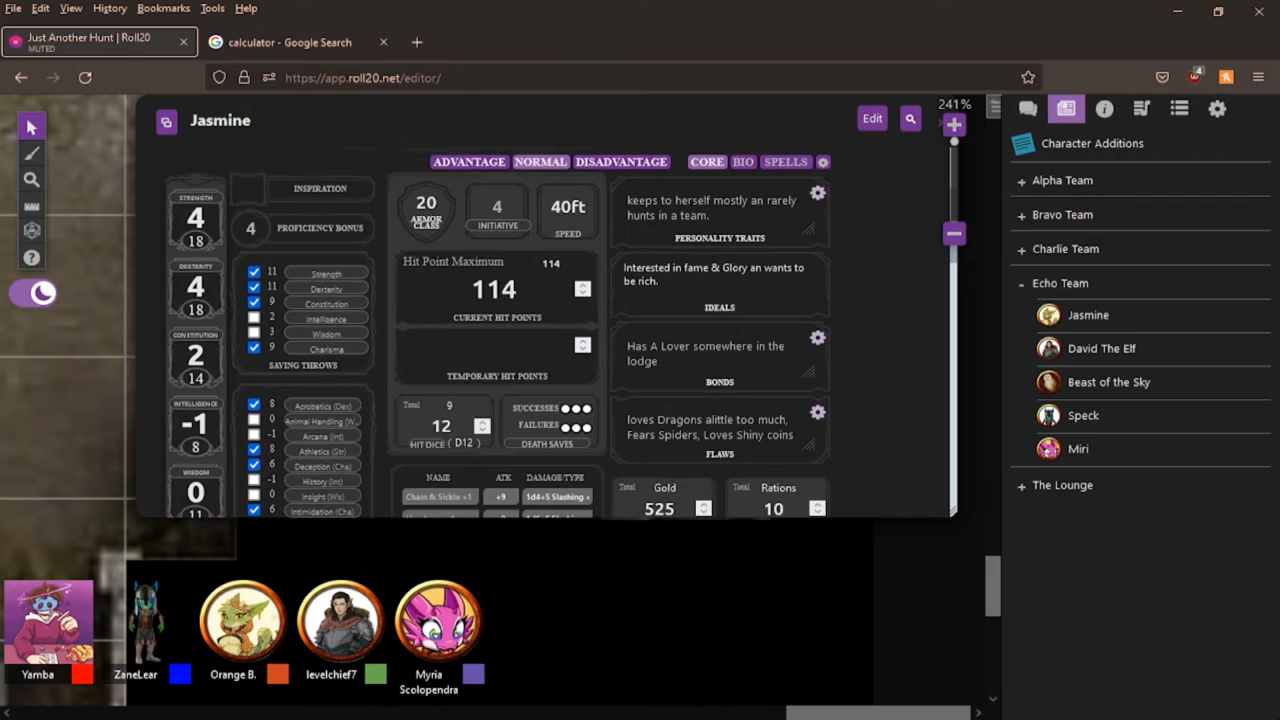 File Edit View History Bookmarks Tools Help
Just Another Hunt | Roll20
MUTED
calculator - Google Search
https://app.roll20.net/editor/
4
Jasmine
Edit
241%
ADVANTAGE NORMAL DISADVANTAGE CORE BIO SPELLS
STRENGTH
4
18
DEXTERITY
4
18
CONSTITUTION
2
14
INTELLIGENCE
-1
8
WISDOM
0
11
INSPIRATION
4 PROFICIENCY BONUS
11 Strength
11 Dexterity
9 Constitution
2 Intelligence
3 Wisdom
9 Charisma
SAVING THROWS
8 Acrobatics (Dex)
0 Animal Handling (W...
-1 Arcana (Int)
8 Athletics (Str)
6 Deception (Cha)
-1 History (Int)
0 Insight (Wis)
6 Intimidation (Cha)
20
ARMOR
CLASS
4
INITIATIVE
40ft
SPEED
Hit Point Maximum 114
114
CURRENT HIT POINTS
TEMPORARY HIT POINTS
Total 9
12
HIT DICE ( D12 )
SUCCESSES
FAILURES
DEATH SAVES
NAME ATK DAMAGE/TYPE
Chain & Sickle +1 +9 1d4+5 Slashing +
keeps to herself mostly an rarely
hunts in a team.
PERSONALITY TRAITS
Interested in fame & Glory an wants to
be rich.
IDEALS
Has A Lover somewhere in the
lodge
BONDS
loves Dragons alittle too much,
Fears Spiders, Loves Shiny coins
FLAWS
Total Gold
525
Total Rations
10
Character Additions
+ Alpha Team
+ Bravo Team
+ Charlie Team
- Echo Team
Jasmine
David The Elf
Beast of the Sky
Speck
Miri
+ The Lounge
Yamba
ZaneLear
Orange B.
levelchief7
Myria
Scolopendra